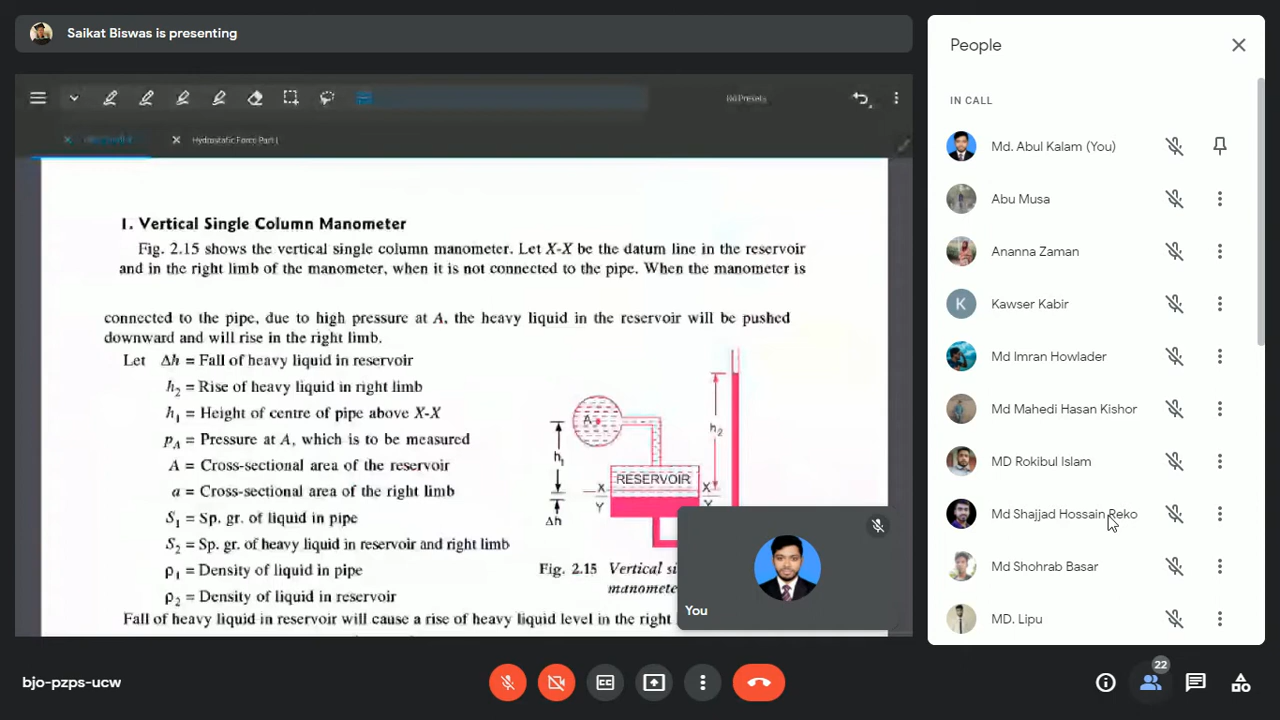 Saikat Biswas is presenting
Hydrostatic Force Part I
1. Vertical Single Column Manometer
Fig. 2.15 shows the vertical single column manometer. Let X-X be the datum line in the reservoir
and in the right limb of the manometer, when it is not connected to the pipe. When the manometer is
connected to the pipe, due to high pressure at A, the heavy liquid in the reservoir will be pushed
downward and will rise in the right limb.
Let Δh = Fall of heavy liquid in reservoir
h₂ = Rise of heavy liquid in right limb
h₁ = Height of centre of pipe above X-X
p_A = Pressure at A, which is to be measured
A = Cross-sectional area of the reservoir
a = Cross-sectional area of the right limb
S₁ = Sp. gr. of liquid in pipe
S₂ = Sp. gr. of heavy liquid in reservoir and right limb
ρ₁ = Density of liquid in pipe
ρ₂ = Density of liquid in reservoir
Fall of heavy liquid in reservoir will cause a rise of heavy liquid level in the right
A
h₂
h₁
RESERVOIR
X X
Y Y
Δh
Fig. 2.15 Vertical
manometer.
You
People
IN CALL
Md. Abul Kalam (You)
Abu Musa
Ananna Zaman
K Kawser Kabir
Md Imran Howlader
Md Mahedi Hasan Kishor
MD Rokibul Islam
Md Shajjad Hossain Reko
Md Shohrab Basar
MD. Lipu
bjo-pzps-ucw
CC
22